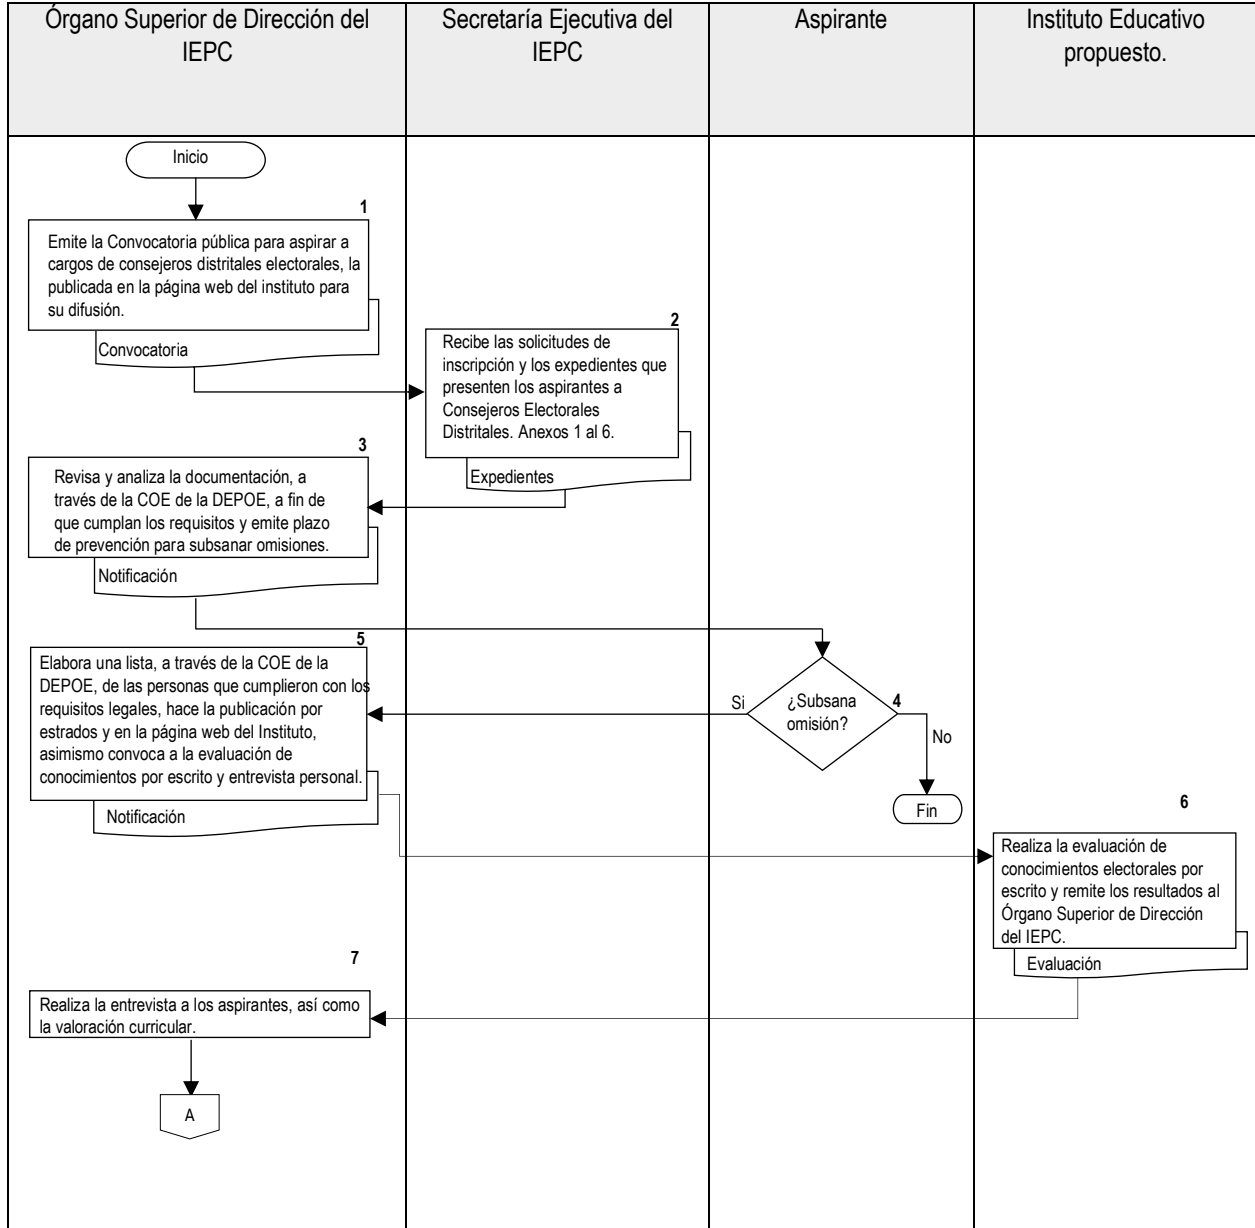 Órgano Superior de Dirección del
IEPC
Secretaría Ejecutiva del
IEPC
Aspirante
Instituto Educativo
propuesto.
Inicio
1
Emite la Convocatoria pública para aspirar a
cargos de consejeros distritales electorales, la
publicada en la página web del instituto para
su difusión.
Convocatoria
2
Recibe las solicitudes de
inscripción y los expedientes que
presenten los aspirantes a
Consejeros Electorales
Distritales. Anexos 1 al 6.
Expedientes
3
Revisa y analiza la documentación, a
través de la COE de la DEPOE, a fin de
que cumplan los requisitos y emite plazo
de prevención para subsanar omisiones.
Notificación
4
¿Subsana
omisión?
Si
No
Fin
5
Elabora una lista, a través de la COE de la
DEPOE, de las personas que cumplieron con los
requisitos legales, hace la publicación por
estrados y en la página web del Instituto,
asimismo convoca a la evaluación de
conocimientos por escrito y entrevista personal.
Notificación
6
Realiza la evaluación de
conocimientos electorales por
escrito y remite los resultados al
Órgano Superior de Dirección
del IEPC.
Evaluación
7
Realiza la entrevista a los aspirantes, así como
la valoración curricular.
A